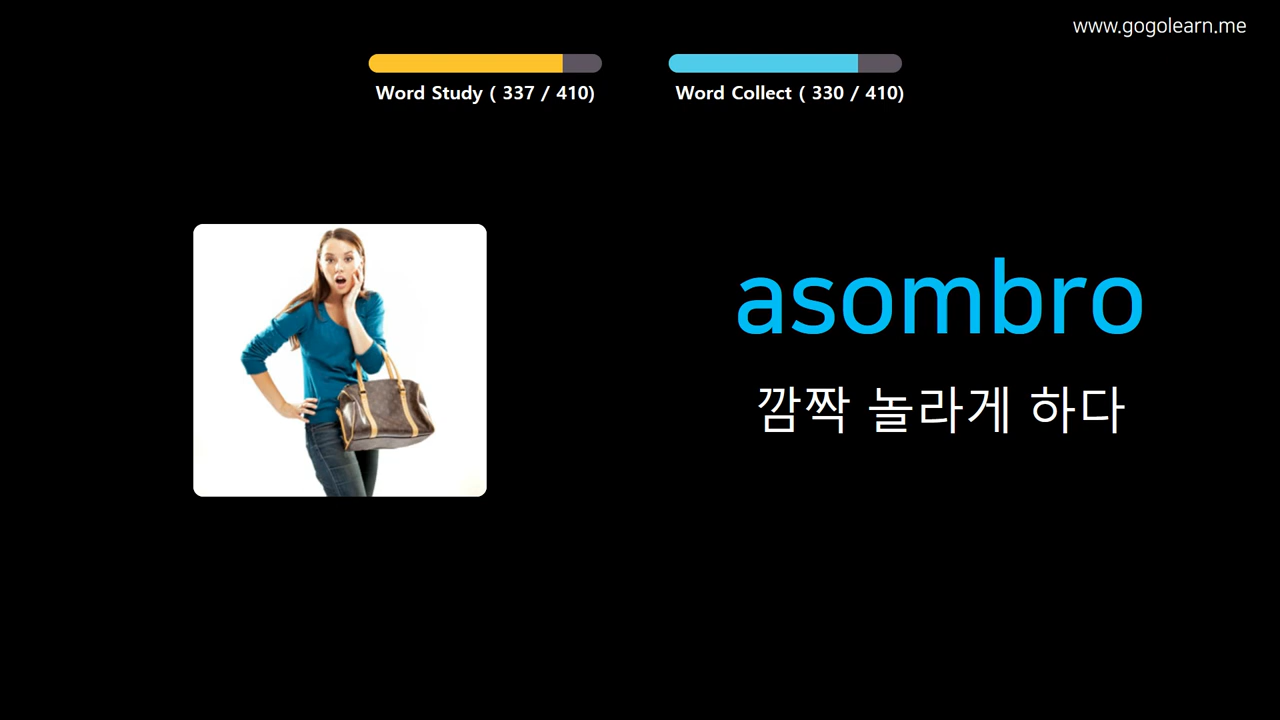 www.gogolearn.me
Word Study ( 337 / 410)
Word Collect ( 330 / 410)
asombro
깜짝 놀라게 하다